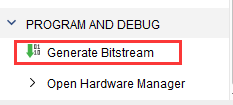 PROGRAM AND DEBUG
Generate Bitstream
Open Hardware Manager